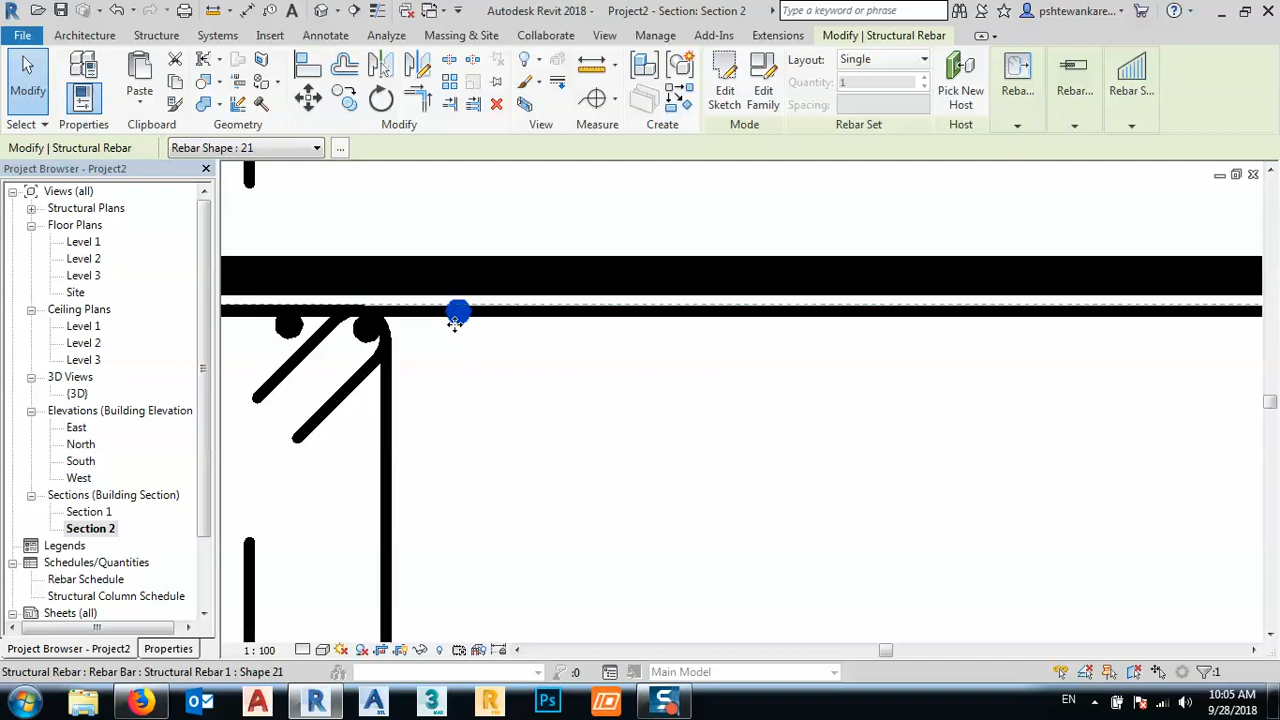 Autodesk Revit 2018 - Project2 - Section: Section 2
Type a keyword or phrase
pshtewankare...
File Architecture Structure Systems Insert Annotate Analyze Massing & Site Collaborate View Manage Add-Ins Extensions Modify | Structural Rebar
Modify
Paste
Edit Sketch
Edit Family
Layout: Single
Quantity: 1
Spacing:
Pick New Host
Reba...
Rebar...
Rebar S...
Select Properties Clipboard Geometry Modify View Measure Create Mode Rebar Set Host
Modify | Structural Rebar
Rebar Shape : 21
...
Project Browser - Project2
Views (all)
Structural Plans
Floor Plans
Level 1
Level 2
Level 3
Site
Ceiling Plans
Level 1
Level 2
Level 3
3D Views
{3D}
Elevations (Building Elevation
East
North
South
West
Sections (Building Section)
Section 1
Section 2
Legends
Schedules/Quantities
Rebar Schedule
Structural Column Schedule
Sheets (all)
Project Browser - Project2 Properties
1 : 100
Structural Rebar : Rebar Bar : Structural Rebar 1 : Shape 21
:0
Main Model
:1
EN
10:05 AM
9/28/2018